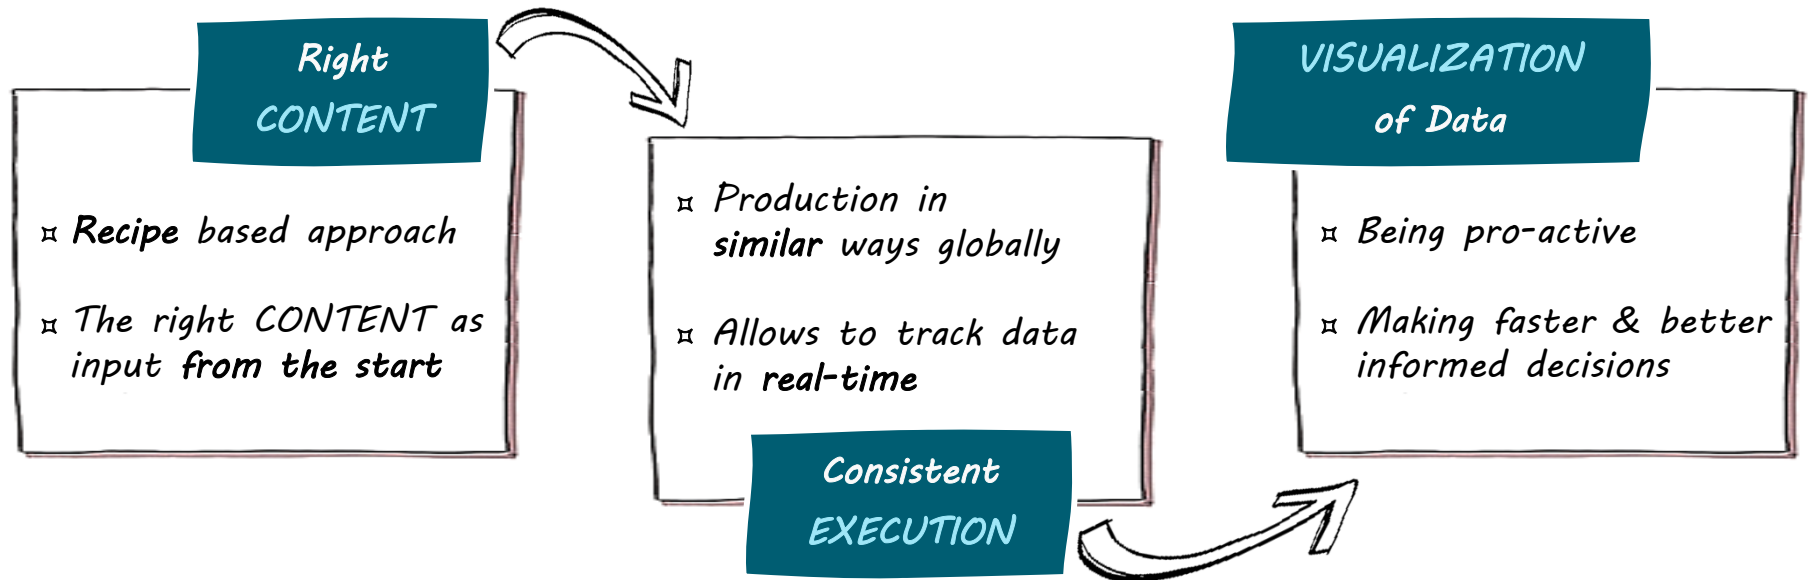 Right
CONTENT
¤ Recipe based approach
¤ The right CONTENT as
input from the start
¤ Production in
similar ways globally
¤ Allows to track data
in real-time
Consistent
EXECUTION
VISUALIZATION
of Data
¤ Being pro-active
¤ Making faster & better
informed decisions